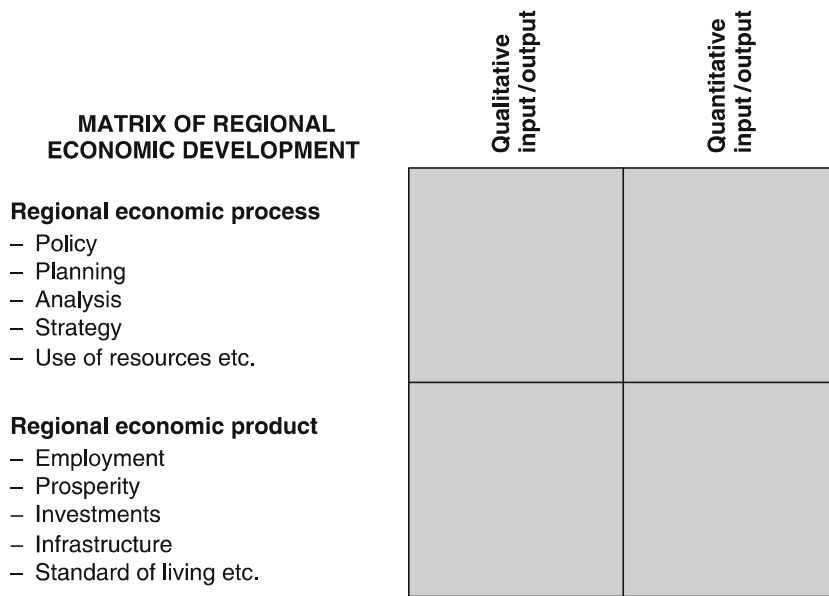 MATRIX OF REGIONAL
ECONOMIC DEVELOPMENT
Qualitative
input/output
Quantitative
input/output
Regional economic process
– Policy
– Planning
– Analysis
– Strategy
– Use of resources etc.
Regional economic product
– Employment
– Prosperity
– Investments
– Infrastructure
– Standard of living etc.